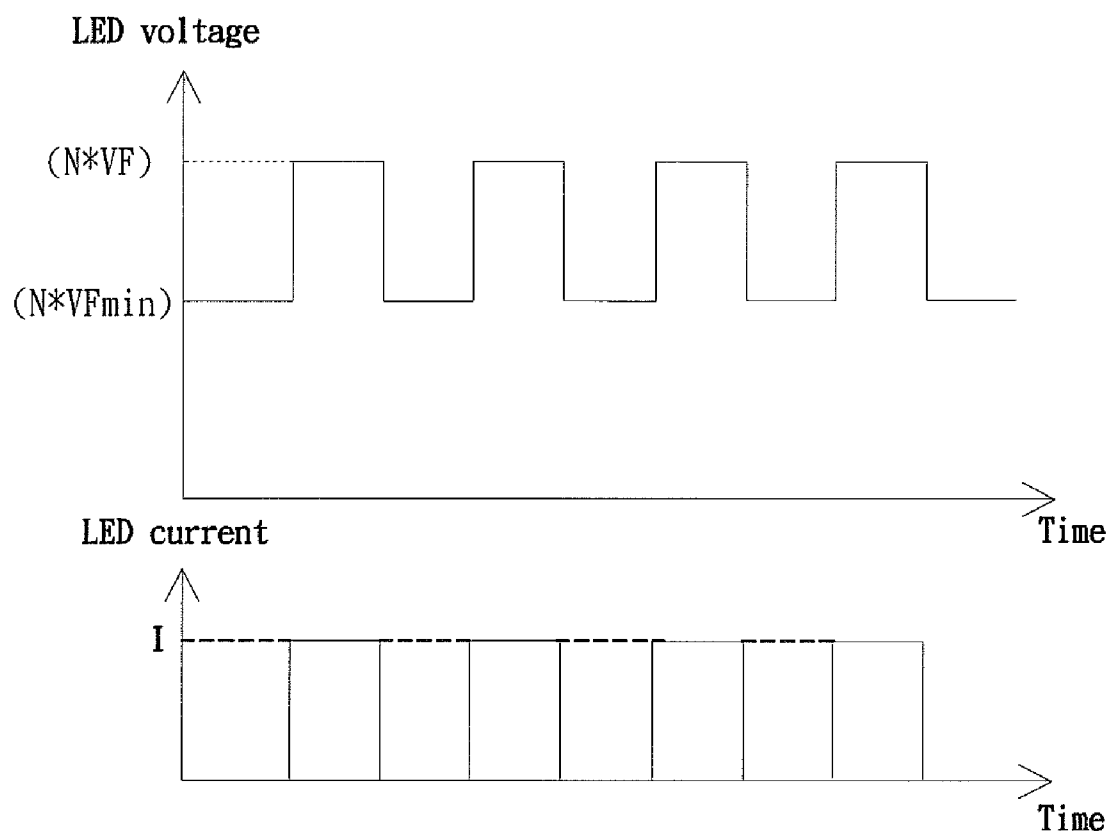 LED voltage
(N*VF)
(N*VFmin)
Time
LED current
I
Time